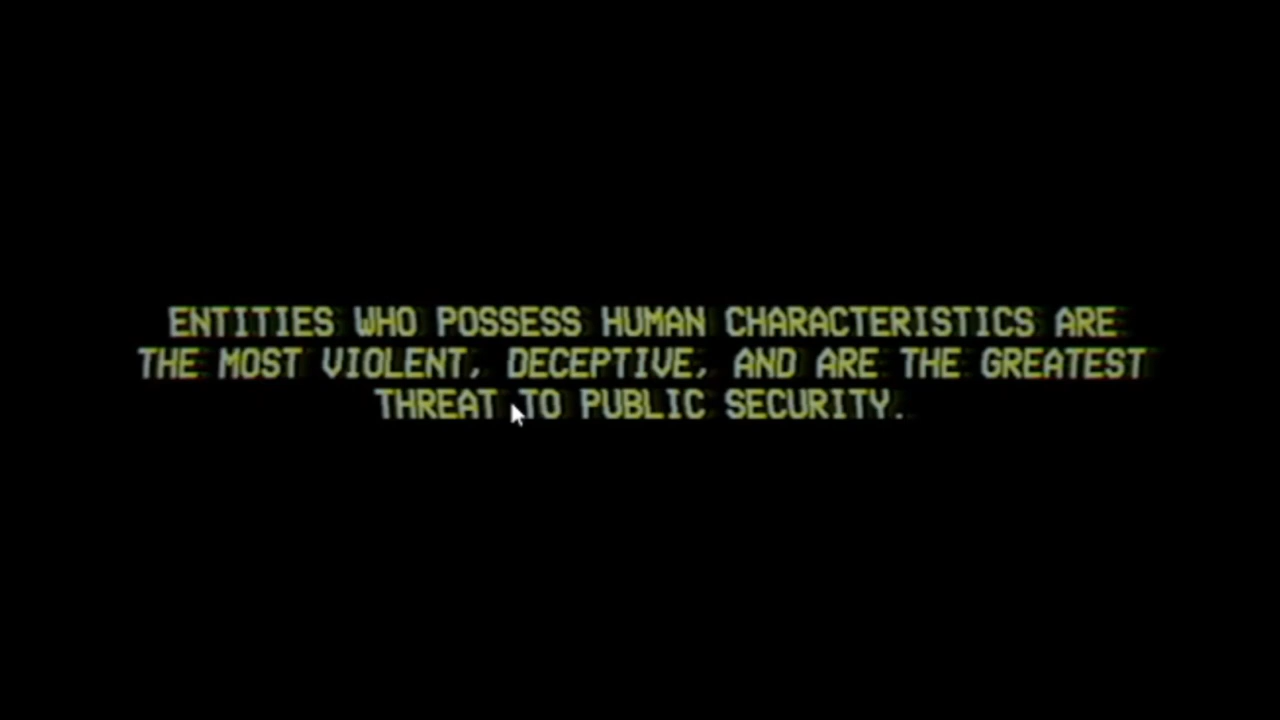 ENTITIES WHO POSSESS HUMAN CHARACTERISTICS ARE
THE MOST VIOLENT, DECEPTIVE, AND ARE THE GREATEST
THREAT TO PUBLIC SECURITY.